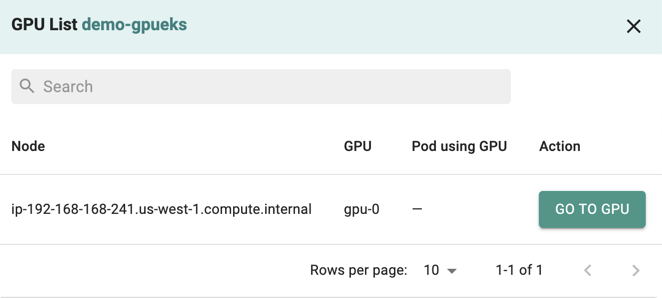 GPU List demo-gpueks
Search
Node GPU Pod using GPU Action
ip-192-168-168-241.us-west-1.compute.internal gpu-0 — GO TO GPU
Rows per page: 10 1-1 of 1